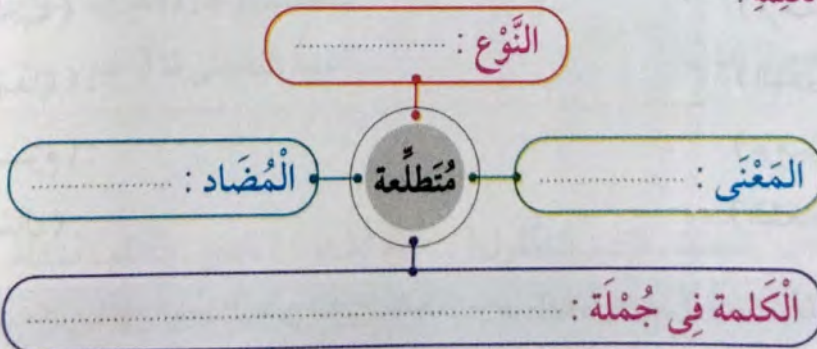 النَّوْع : ....................
مُتَطلِّعة
المَعْنَى : ....................
الْمُضَاد : ....................
الْكَلمة فِى جُمْلَة : ....................